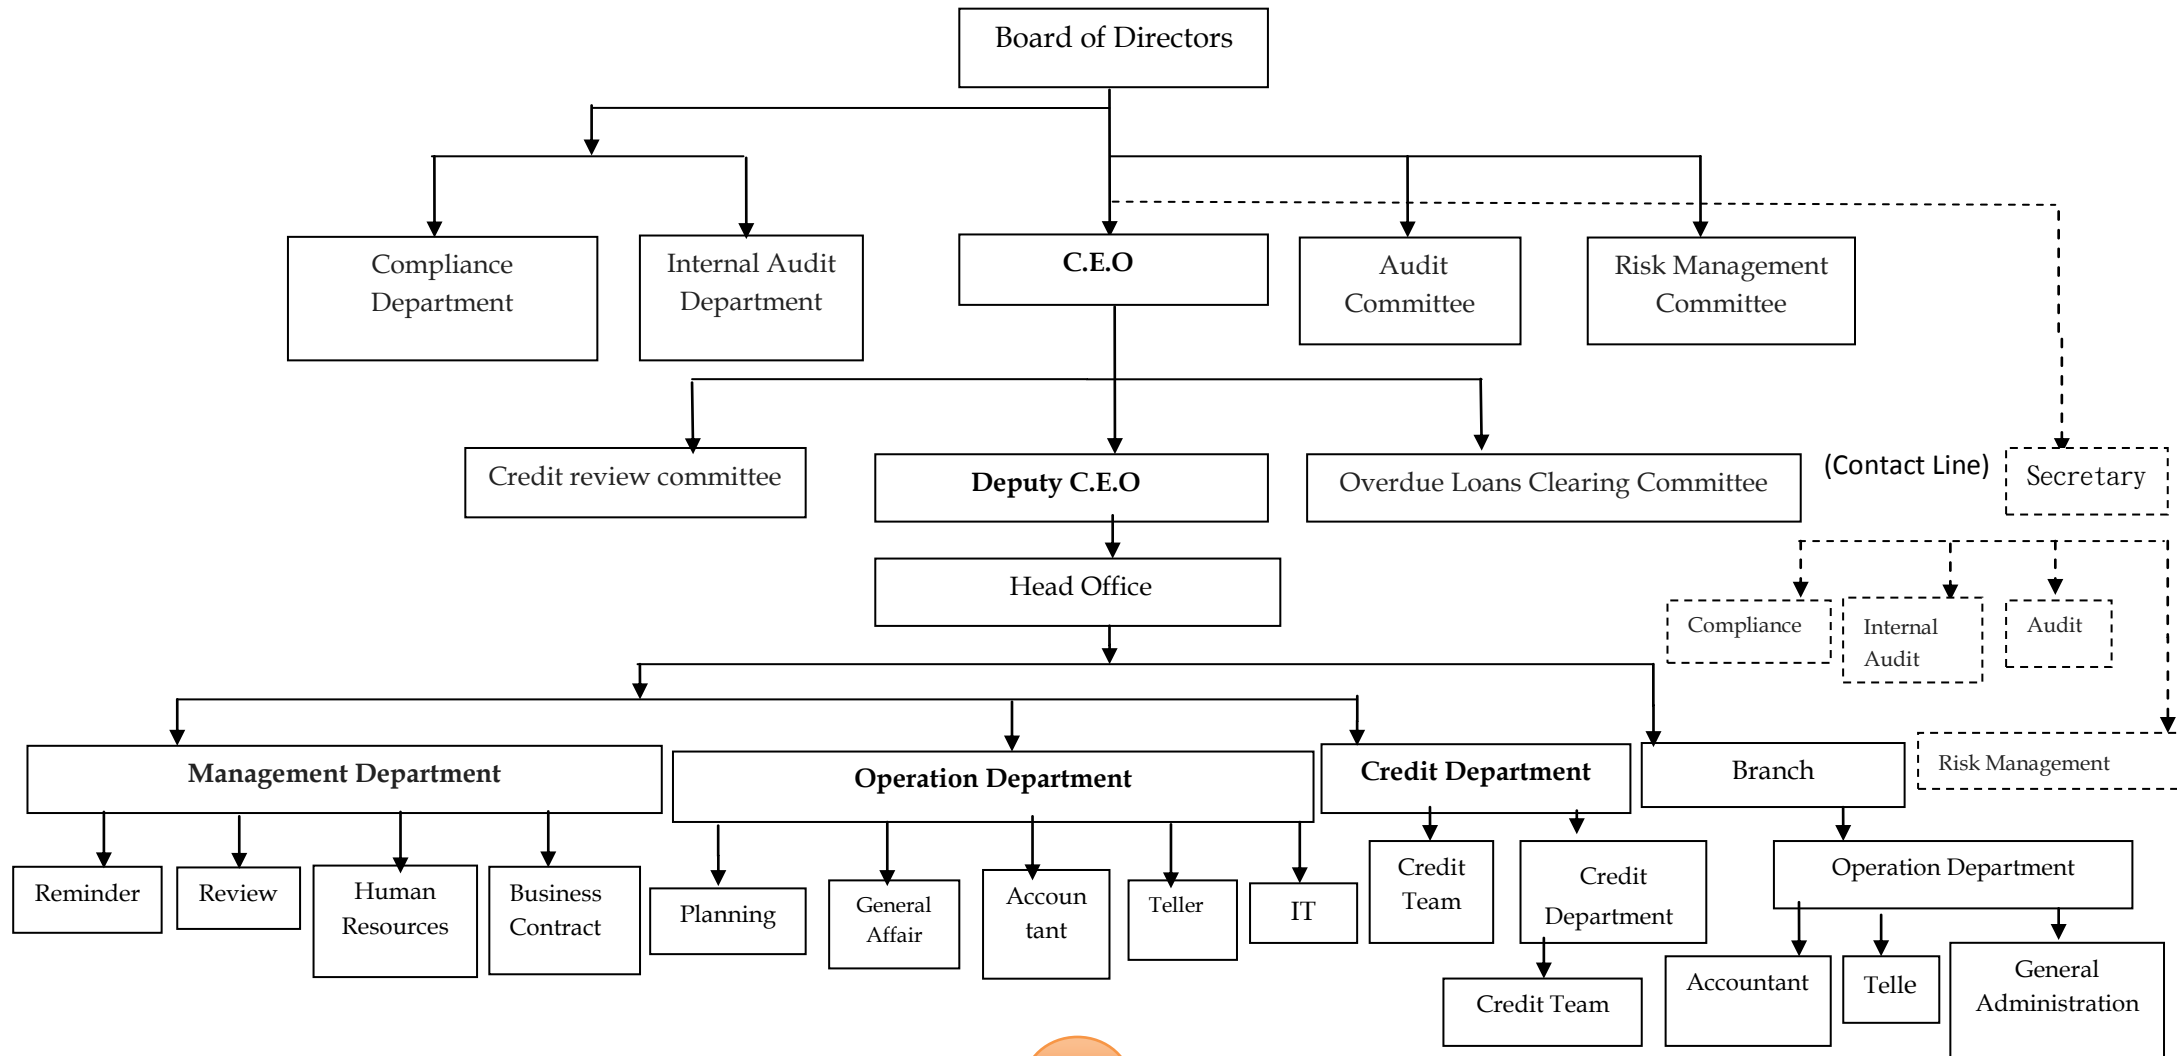 Board of Directors
Compliance
Department
Internal Audit
Department
C.E.O
Audit
Committee
Risk Management
Committee
Credit review committee
Deputy C.E.O
Overdue Loans Clearing Committee
(Contact Line)
Secretary
Head Office
Compliance
Internal
Audit
Audit
Management Department
Operation Department
Credit Department
Branch
Risk Management
Reminder
Review
Human
Resources
Business
Contract
Planning
General
Affair
Accoun
tant
Teller
IT
Credit
Team
Credit
Department
Operation Department
Credit Team
Accountant
Telle
General
Administration